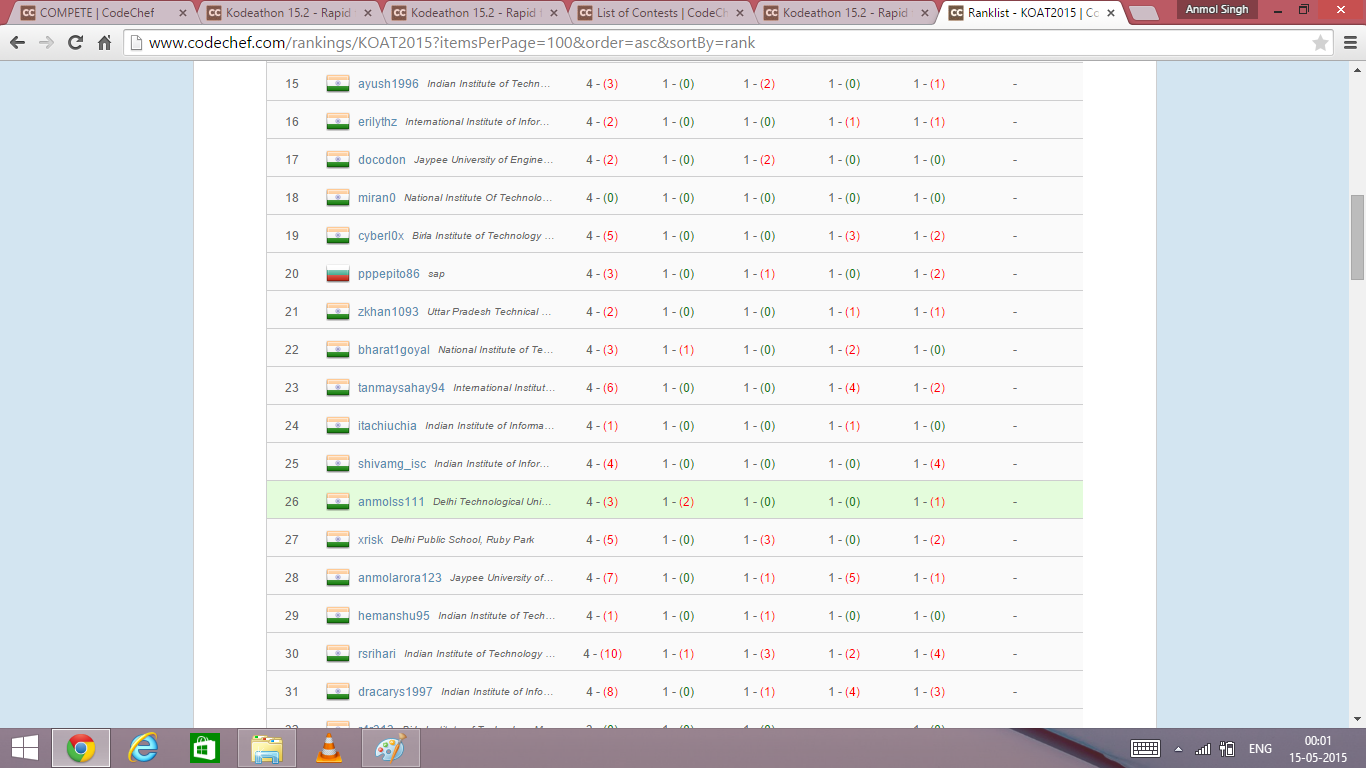 COMPETE | CodeChef
Kodeathon 15.2 - Rapid
Kodeathon 15.2 - Rapid
List of Contests | CodeCh
Kodeathon 15.2 - Rapid
Ranklist - KOAT2015 | Co
Anmol Singh
www.codechef.com/rankings/KOAT2015?itemsPerPage=100&order=asc&sortBy=rank
15 ayush1996 Indian Institute of Techn... 4 - (3) 1 - (0) 1 - (2) 1 - (0) 1 - (1) -
16 erilythz International Institute of Infor... 4 - (2) 1 - (0) 1 - (0) 1 - (1) 1 - (1) -
17 docodon Jaypee University of Engine... 4 - (2) 1 - (0) 1 - (2) 1 - (0) 1 - (0) -
18 miran0 National Institute Of Technolo... 4 - (0) 1 - (0) 1 - (0) 1 - (0) 1 - (0) -
19 cyberl0x Birla Institute of Technology ... 4 - (5) 1 - (0) 1 - (0) 1 - (3) 1 - (2) -
20 pppepito86 sap 4 - (3) 1 - (0) 1 - (1) 1 - (0) 1 - (2) -
21 zkhan1093 Uttar Pradesh Technical ... 4 - (2) 1 - (0) 1 - (0) 1 - (1) 1 - (1) -
22 bharat1goyal National Institute of Te... 4 - (3) 1 - (1) 1 - (0) 1 - (2) 1 - (0) -
23 tanmaysahay94 International Institut... 4 - (6) 1 - (0) 1 - (0) 1 - (4) 1 - (2) -
24 itachiuchia Indian Institute of Informa... 4 - (1) 1 - (0) 1 - (0) 1 - (1) 1 - (0) -
25 shivamg_isc Indian Institute of Infor... 4 - (4) 1 - (0) 1 - (0) 1 - (0) 1 - (4) -
26 anmolss111 Delhi Technological Uni... 4 - (3) 1 - (2) 1 - (0) 1 - (0) 1 - (1) -
27 xrisk Delhi Public School, Ruby Park 4 - (5) 1 - (0) 1 - (3) 1 - (0) 1 - (2) -
28 anmolarora123 Jaypee University of... 4 - (7) 1 - (0) 1 - (1) 1 - (5) 1 - (1) -
29 hemanshu95 Indian Institute of Tech... 4 - (1) 1 - (0) 1 - (1) 1 - (0) 1 - (0) -
30 rsrihari Indian Institute of Technology ... 4 - (10) 1 - (1) 1 - (3) 1 - (2) 1 - (4) -
31 dracarys1997 Indian Institute of Info... 4 - (8) 1 - (0) 1 - (1) 1 - (4) 1 - (3) -
ENG
00:01
15-05-2015